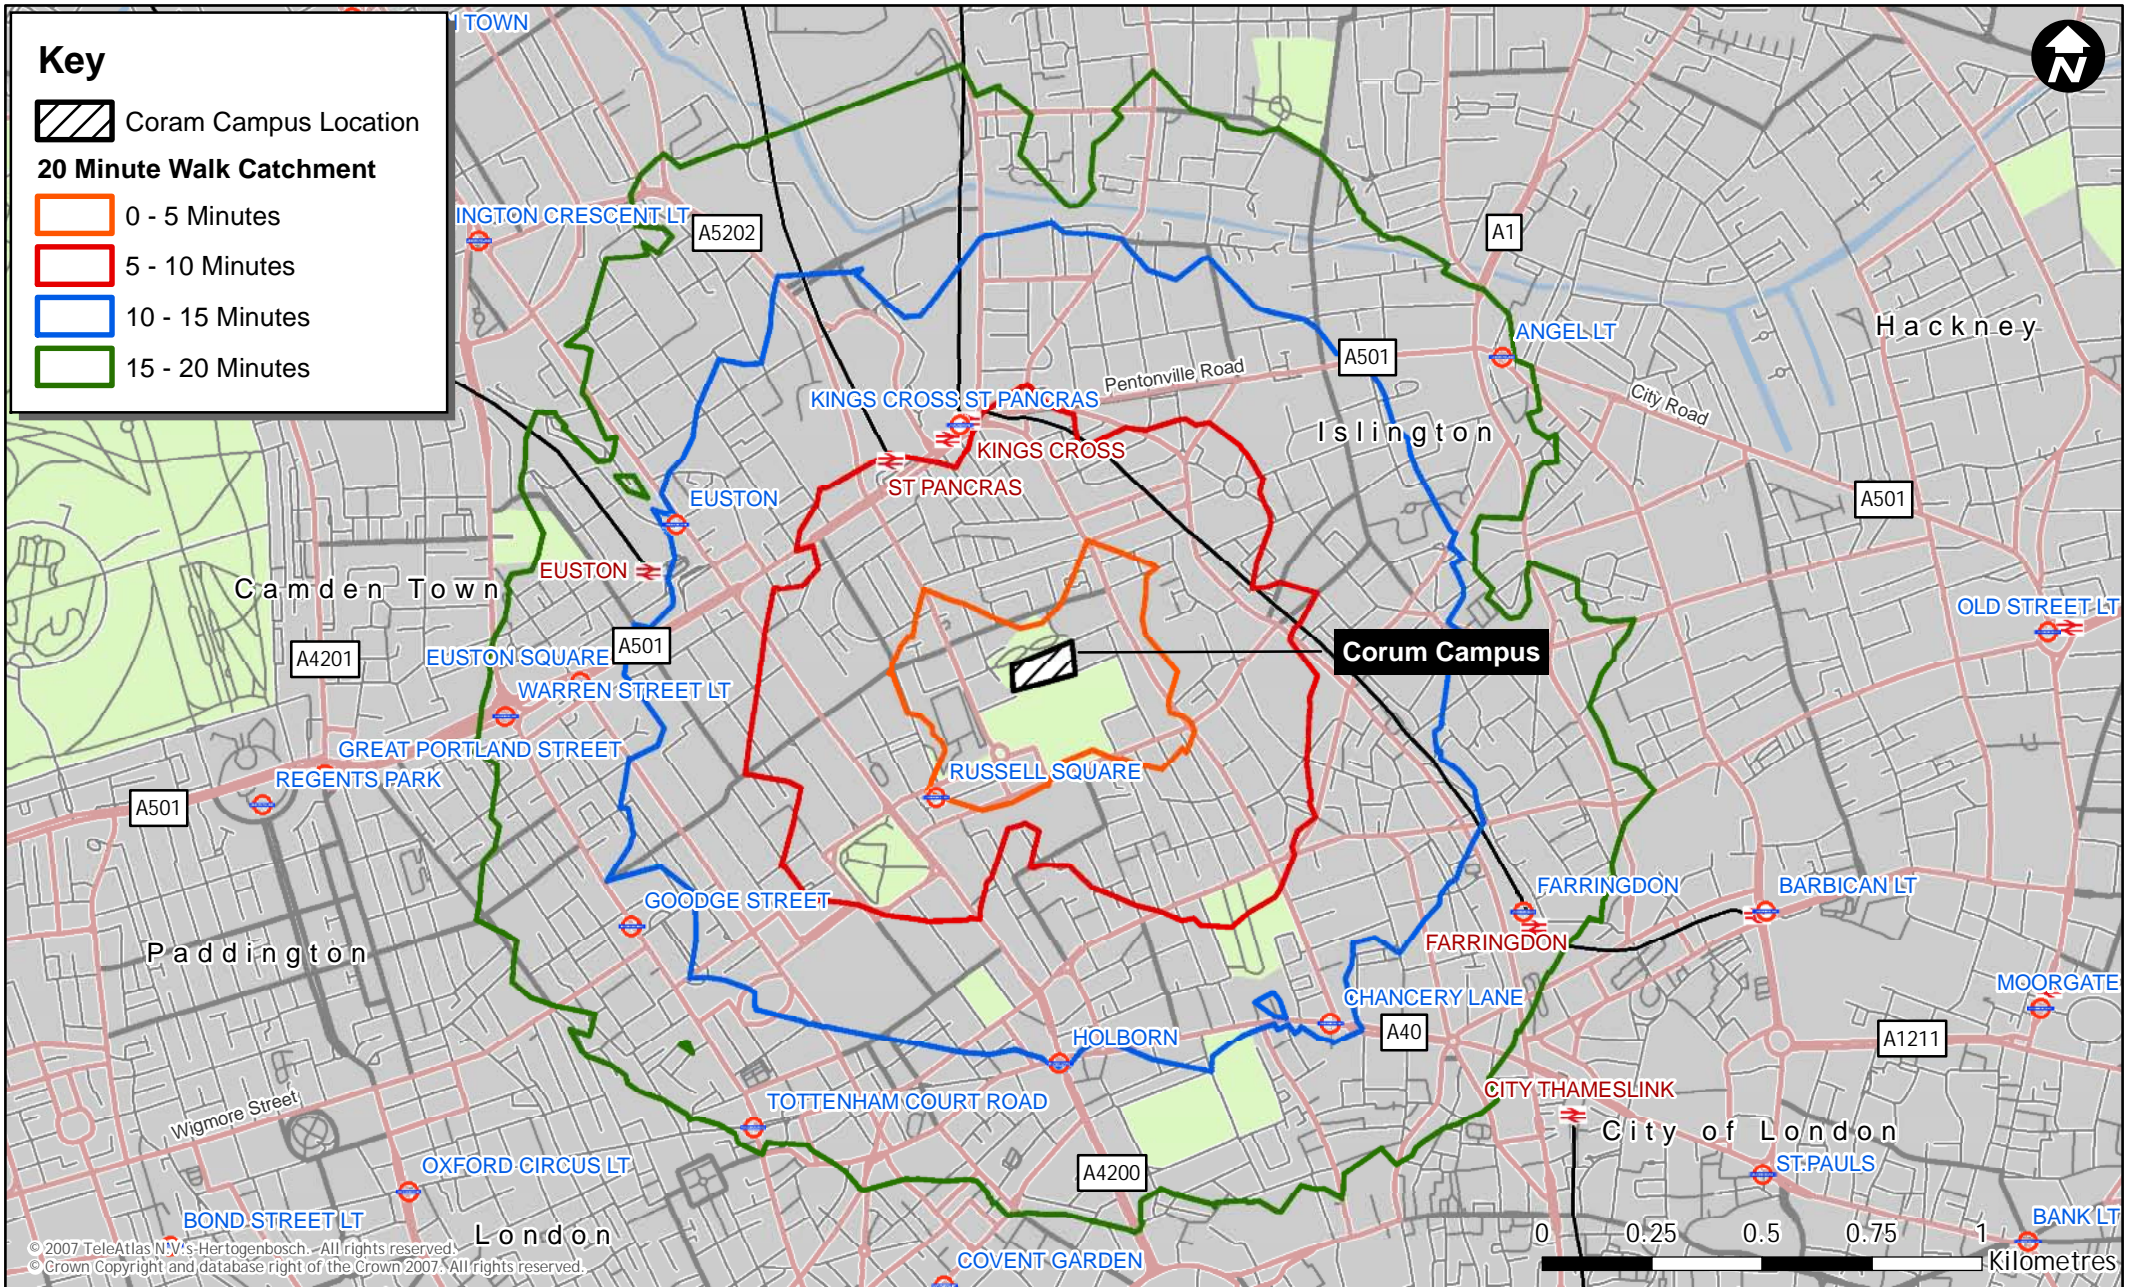 Key
Coram Campus Location
20 Minute Walk Catchment
0 - 5 Minutes
5 - 10 Minutes
10 - 15 Minutes
15 - 20 Minutes
TOWN
N
INGTON CRESCENT LT
A5202
A1
Hackney
ANGEL LT
A501
Pentonville Road
City Road
KINGS CROSS ST PANCRAS
Islington
KINGS CROSS
ST PANCRAS
EUSTON
A501
EUSTON
Camden Town
OLD STREET LT
A4201
EUSTON SQUARE
A501
Corum Campus
WARREN STREET LT
GREAT PORTLAND STREET
REGENTS PARK
RUSSELL SQUARE
A501
GOODGE STREET
FARRINGDON
BARBICAN LT
FARRINGDON
Paddington
MOORGATE
CHANCERY LANE
A40
A1211
HOLBORN
CITY THAMESLINK
Wigmore Street
TOTTENHAM COURT ROAD
City of London
OXFORD CIRCUS LT
A4200
ST.PAULS
BOND STREET LT
London
BANK LT
COVENT GARDEN
0 0.25 0.5 0.75 1
Kilometres
© 2007 TeleAtlas N.V.'s-Hertogenbosch. All rights reserved.
© Crown Copyright and database right of the Crown 2007. All rights reserved.